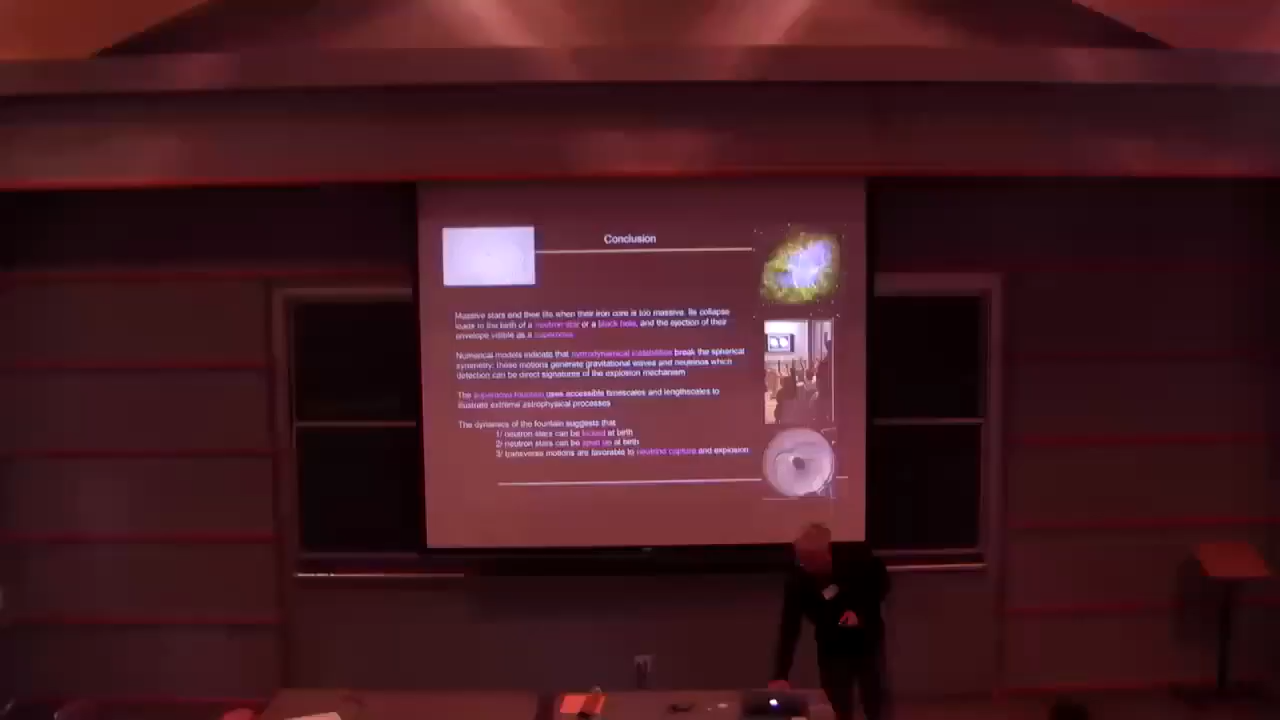 Conclusion
Massive stars end their life when their iron core is too massive. Its collapse
leads to the birth of a neutron star or a black hole, and the ejection of their
envelope visible as a supernova
Numerical models indicate that hydrodynamical instabilities break the spherical
symmetry: these motions generate gravitational waves and neutrinos which
detection can be direct signatures of the explosion mechanism
The supernova fountain uses accessible timescales and lengthscales to
illustrate extreme astrophysical processes
The dynamics of the fountain suggests that
1/ neutron stars can be kicked at birth
2/ neutron stars can be spun up at birth
3/ transverse motions are favorable to neutrino capture and explosion